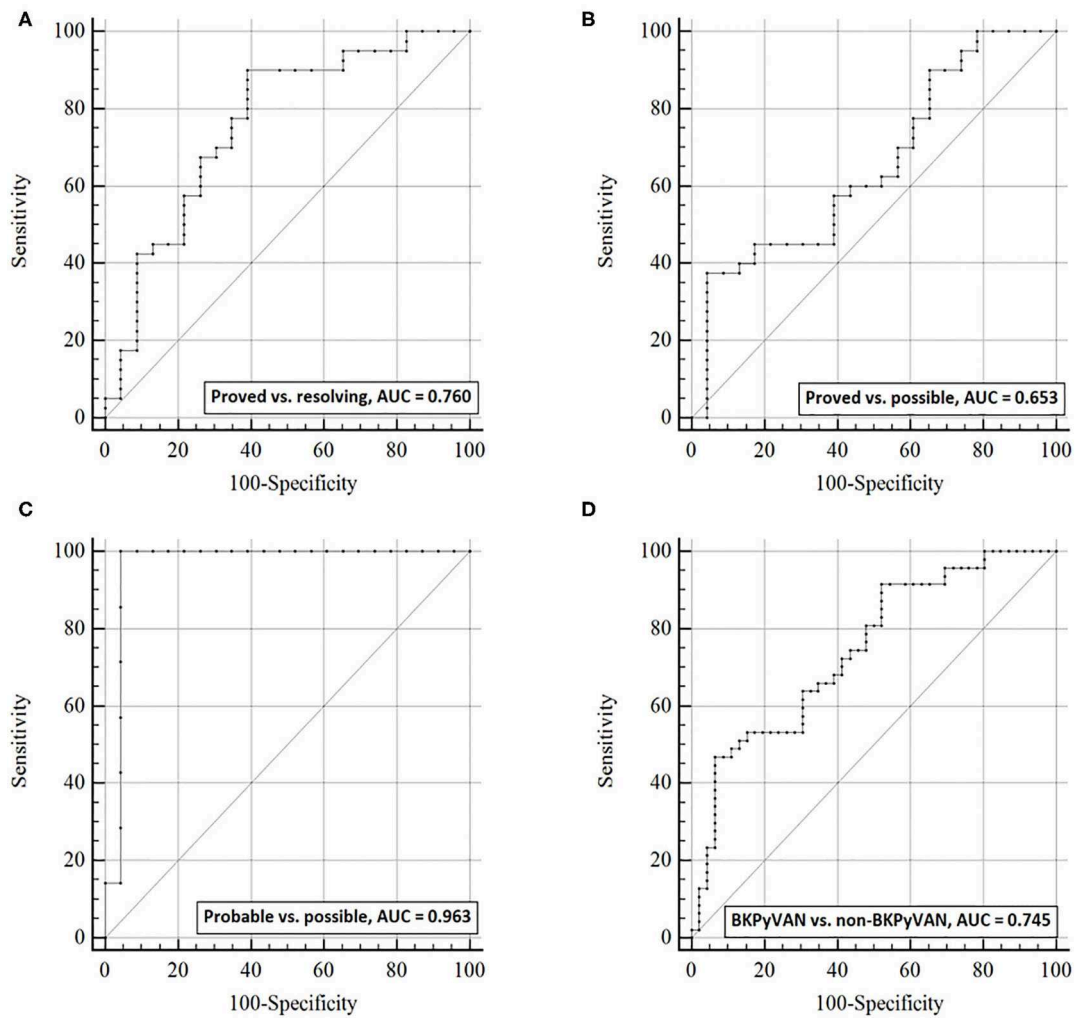 A
100
80
60
40
20
0
Sensitivity
0 20 40 60 80 100
100-Specificity
Proved vs. resolving, AUC = 0.760
B
100
80
60
40
20
0
Sensitivity
0 20 40 60 80 100
100-Specificity
Proved vs. possible, AUC = 0.653
C
100
80
60
40
20
0
Sensitivity
0 20 40 60 80 100
100-Specificity
Probable vs. possible, AUC = 0.963
D
100
80
60
40
20
0
Sensitivity
0 20 40 60 80 100
100-Specificity
BKPyVAN vs. non-BKPyVAN, AUC = 0.745